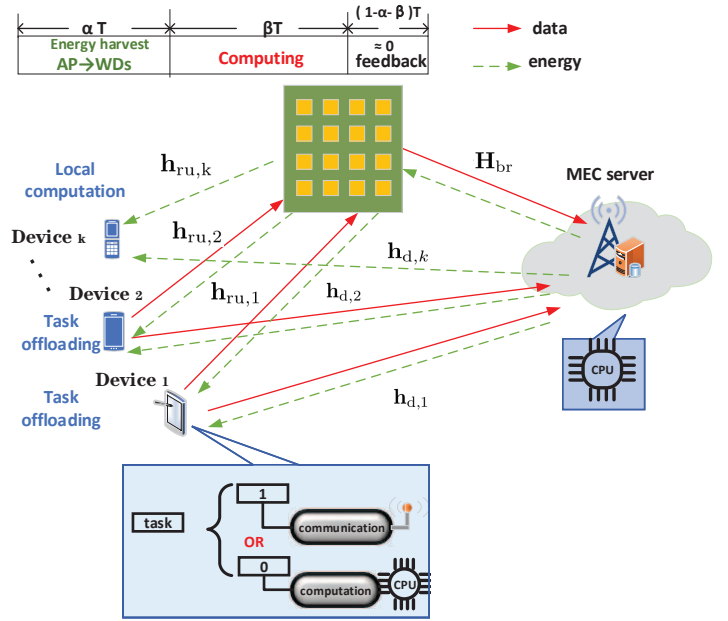 α T
βT
( 1-α- β )T
Energy harvest
AP→WDs
Computing
≈ 0
feedback
data
energy
h_ru,k
H_br
MEC server
Local
computation
Device k
h_ru,2
h_d,k
Device 2
h_ru,1
h_d,2
Task
offloading
Device 1
CPU
Task
offloading
h_d,1
1
task
communication
OR
0
computation
CPU